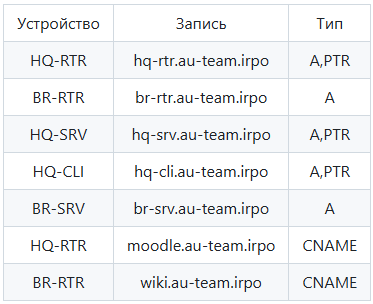 Устройство Запись Тип
HQ-RTR hq-rtr.au-team.irpo A,PTR
BR-RTR br-rtr.au-team.irpo A
HQ-SRV hq-srv.au-team.irpo A,PTR
HQ-CLI hq-cli.au-team.irpo A,PTR
BR-SRV br-srv.au-team.irpo A
HQ-RTR moodle.au-team.irpo CNAME
BR-RTR wiki.au-team.irpo CNAME